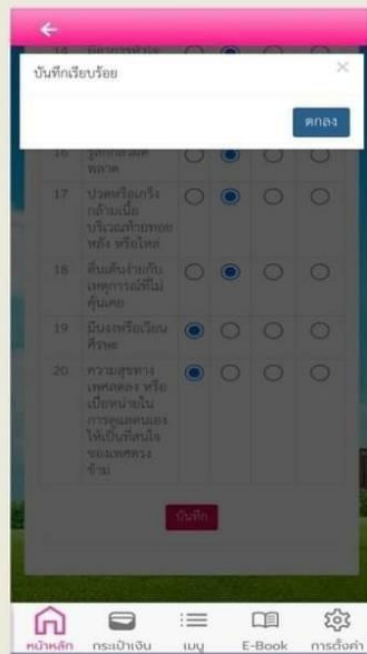 บันทึกเรียบร้อย
×
ตกลง
16
พลาด
17 ปวดหรือเกร็ง
กล้ามเนื้อ
บริเวณท้ายทอย
หลัง หรือไหล่
18 ตื่นเต้นง่ายกับ
เหตุการณ์ที่ไม่
คุ้นเคย
19 มึนงงหรือเวียน
ศีรษะ
20 ความสุขทาง
เพศลดลง หรือ
เบื่อหน่ายใน
การดูแลตนเอง
ให้เป็นที่สนใจ
ของเพศตรง
ข้าม
บันทึก
หน้าหลัก กระเป๋าเงิน เมนู E-Book การตั้งค่า